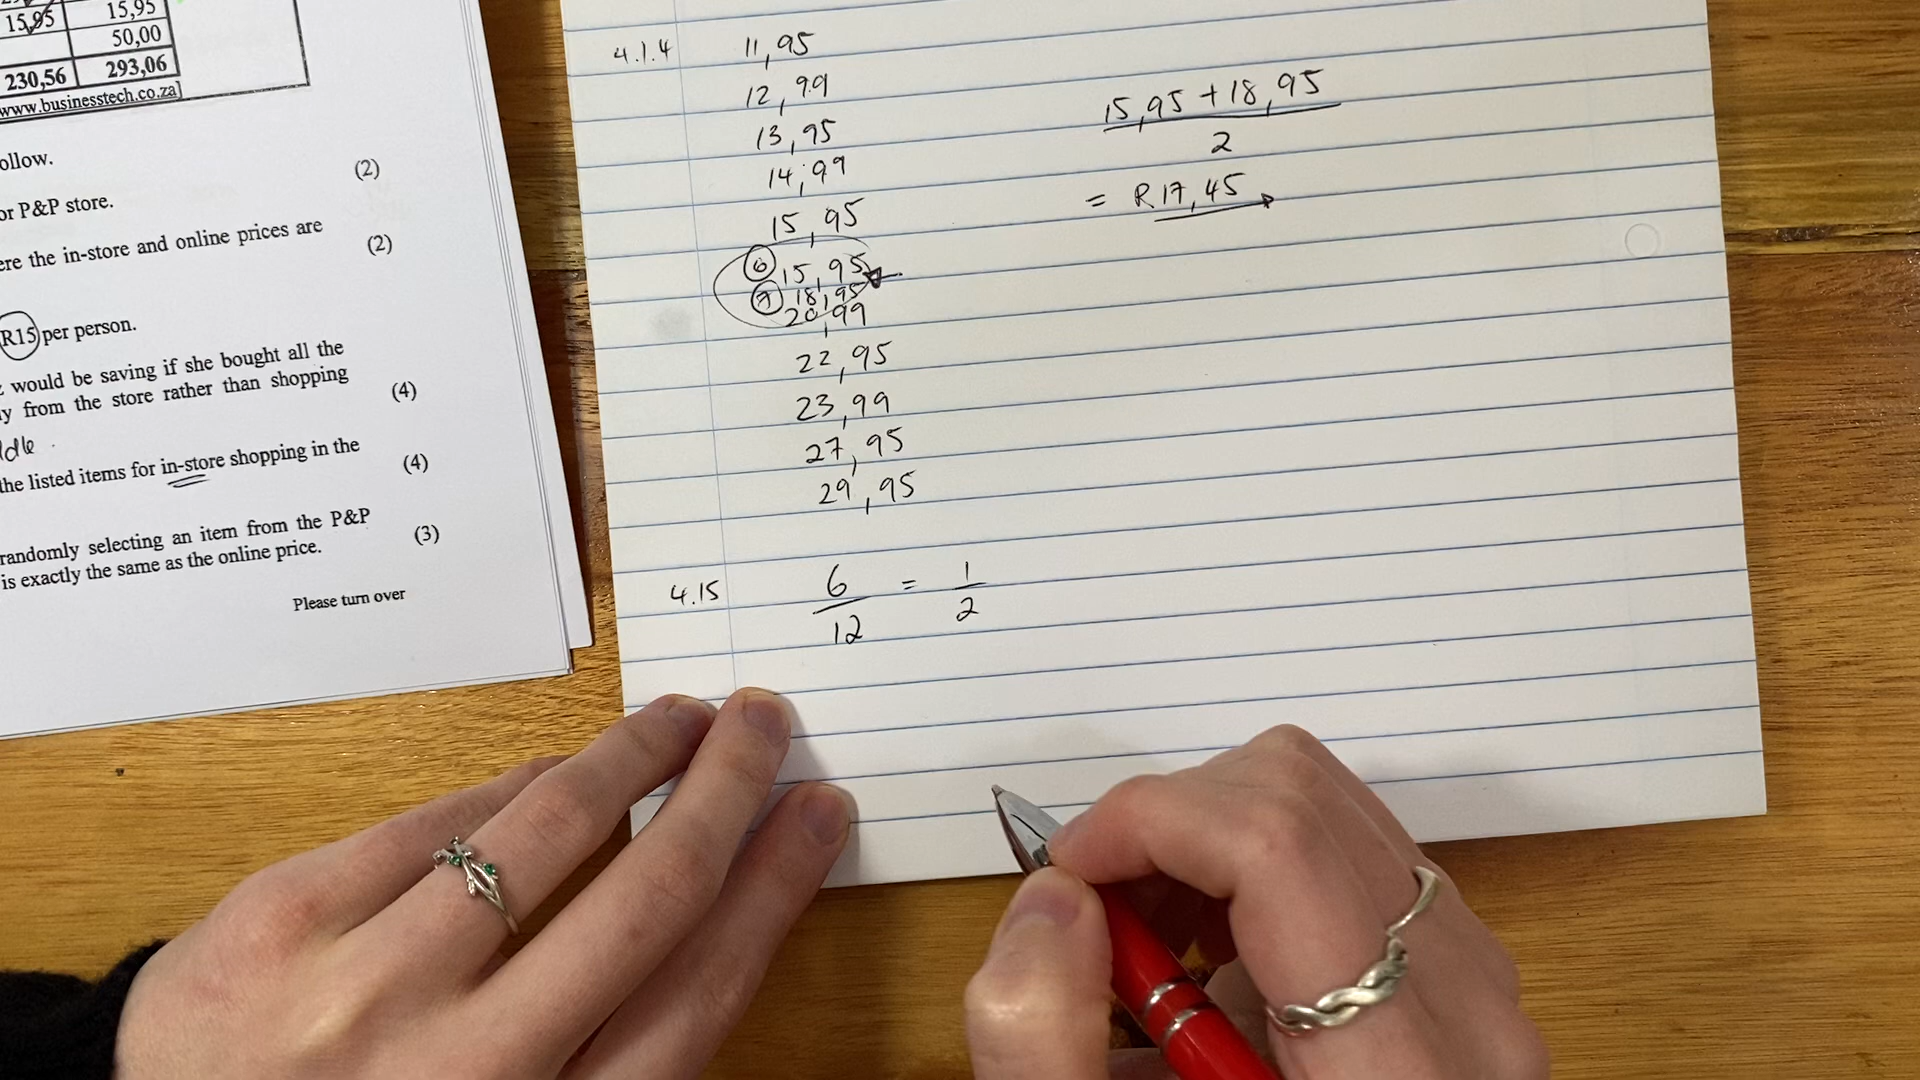 15,95 15,95
50,00
230,56 293,06
www.businesstech.co.za]
ollow.
(2)
or P&P store.
ere the in-store and online prices are
(2)
R15 per person.
would be saving if she bought all the
y from the store rather than shopping
(4)
ddle.
the listed items for in-store shopping in the
(4)
randomly selecting an item from the P&P
is exactly the same as the online price.
(3)
Please turn over
4.1.4
11,95
12,99
13,95
14,99
15,95
6 15,95
7 18,95
20,99
22,95
23,99
27,95
29,95
15,95 + 18,95
2
= R17,45
4.15
6/12 = 1/2